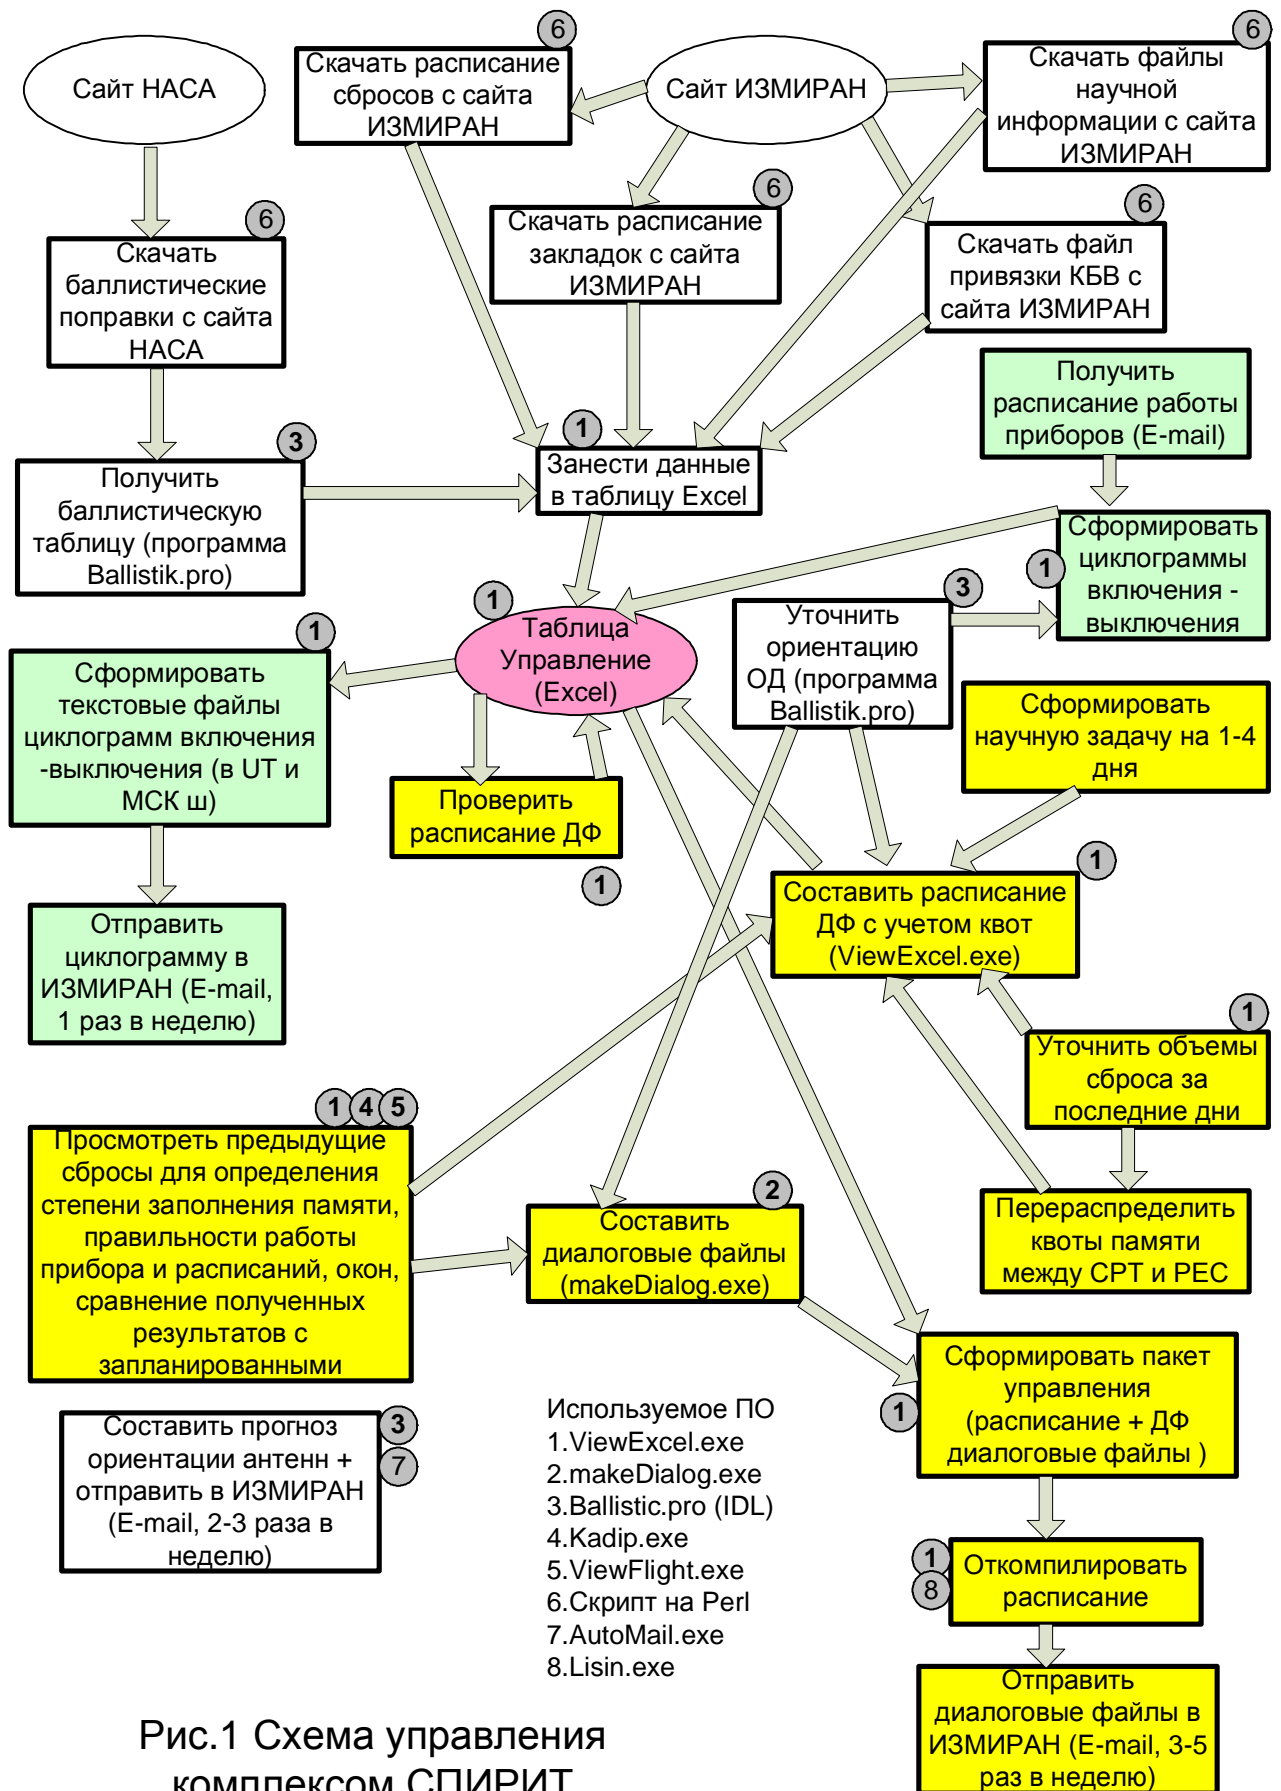 6
Скачать расписание
сбросов с сайта
ИЗМИРАН
Сайт НАСА
Сайт ИЗМИРАН
6
Скачать файлы
научной
информации с сайта
ИЗМИРАН
6
Скачать
баллистические
поправки с сайта
НАСА
6
Скачать расписание
закладок с сайта
ИЗМИРАН
6
Скачать файл
привязки КБВ с
сайта ИЗМИРАН
Получить
расписание работы
приборов (E-mail)
3
Получить
баллистическую
таблицу (программа
Ballistik.pro)
1
Занести данные
в таблицу Excel
1
Сформировать
циклограммы
включения -
выключения
1
Таблица
Управление
(Excel)
3
Уточнить
ориентацию
ОД (программа
Ballistik.pro)
1
Сформировать
текстовые файлы
циклограмм включения
-выключения (в UT и
МСК ш)
Сформировать
научную задачу на 1-4
дня
Проверить
расписание ДФ
1
1
Составить расписание
ДФ с учетом квот
(ViewExcel.exe)
Отправить
циклограмму в
ИЗМИРАН (E-mail,
1 раз в неделю)
1
Уточнить объемы
сброса за
последние дни
1
4
5
Просмотреть предыдущие
сбросы для определения
степени заполнения памяти,
правильности работы
прибора и расписаний, окон,
сравнение полученных
результатов с
запланированными
2
Составить
диалоговые файлы
(makeDialog.exe)
Перераспределить
квоты памяти
между СРТ и РЕС
1
Сформировать пакет
управления
(расписание + ДФ
диалоговые файлы )
3
7
Составить прогноз
ориентации антенн +
отправить в ИЗМИРАН
(E-mail, 2-3 раза в
неделю)
Используемое ПО
1.ViewExcel.exe
2.makeDialog.exe
3.Ballistic.pro (IDL)
4.Kadip.exe
5.ViewFlight.exe
6.Скрипт на Perl
7.AutoMail.exe
8.Lisin.exe
1
8
Откомпилировать
расписание
Отправить
диалоговые файлы в
ИЗМИРАН (E-mail, 3-5
раз в неделю)
Рис.1 Схема управления
комплексом СПИРИТ